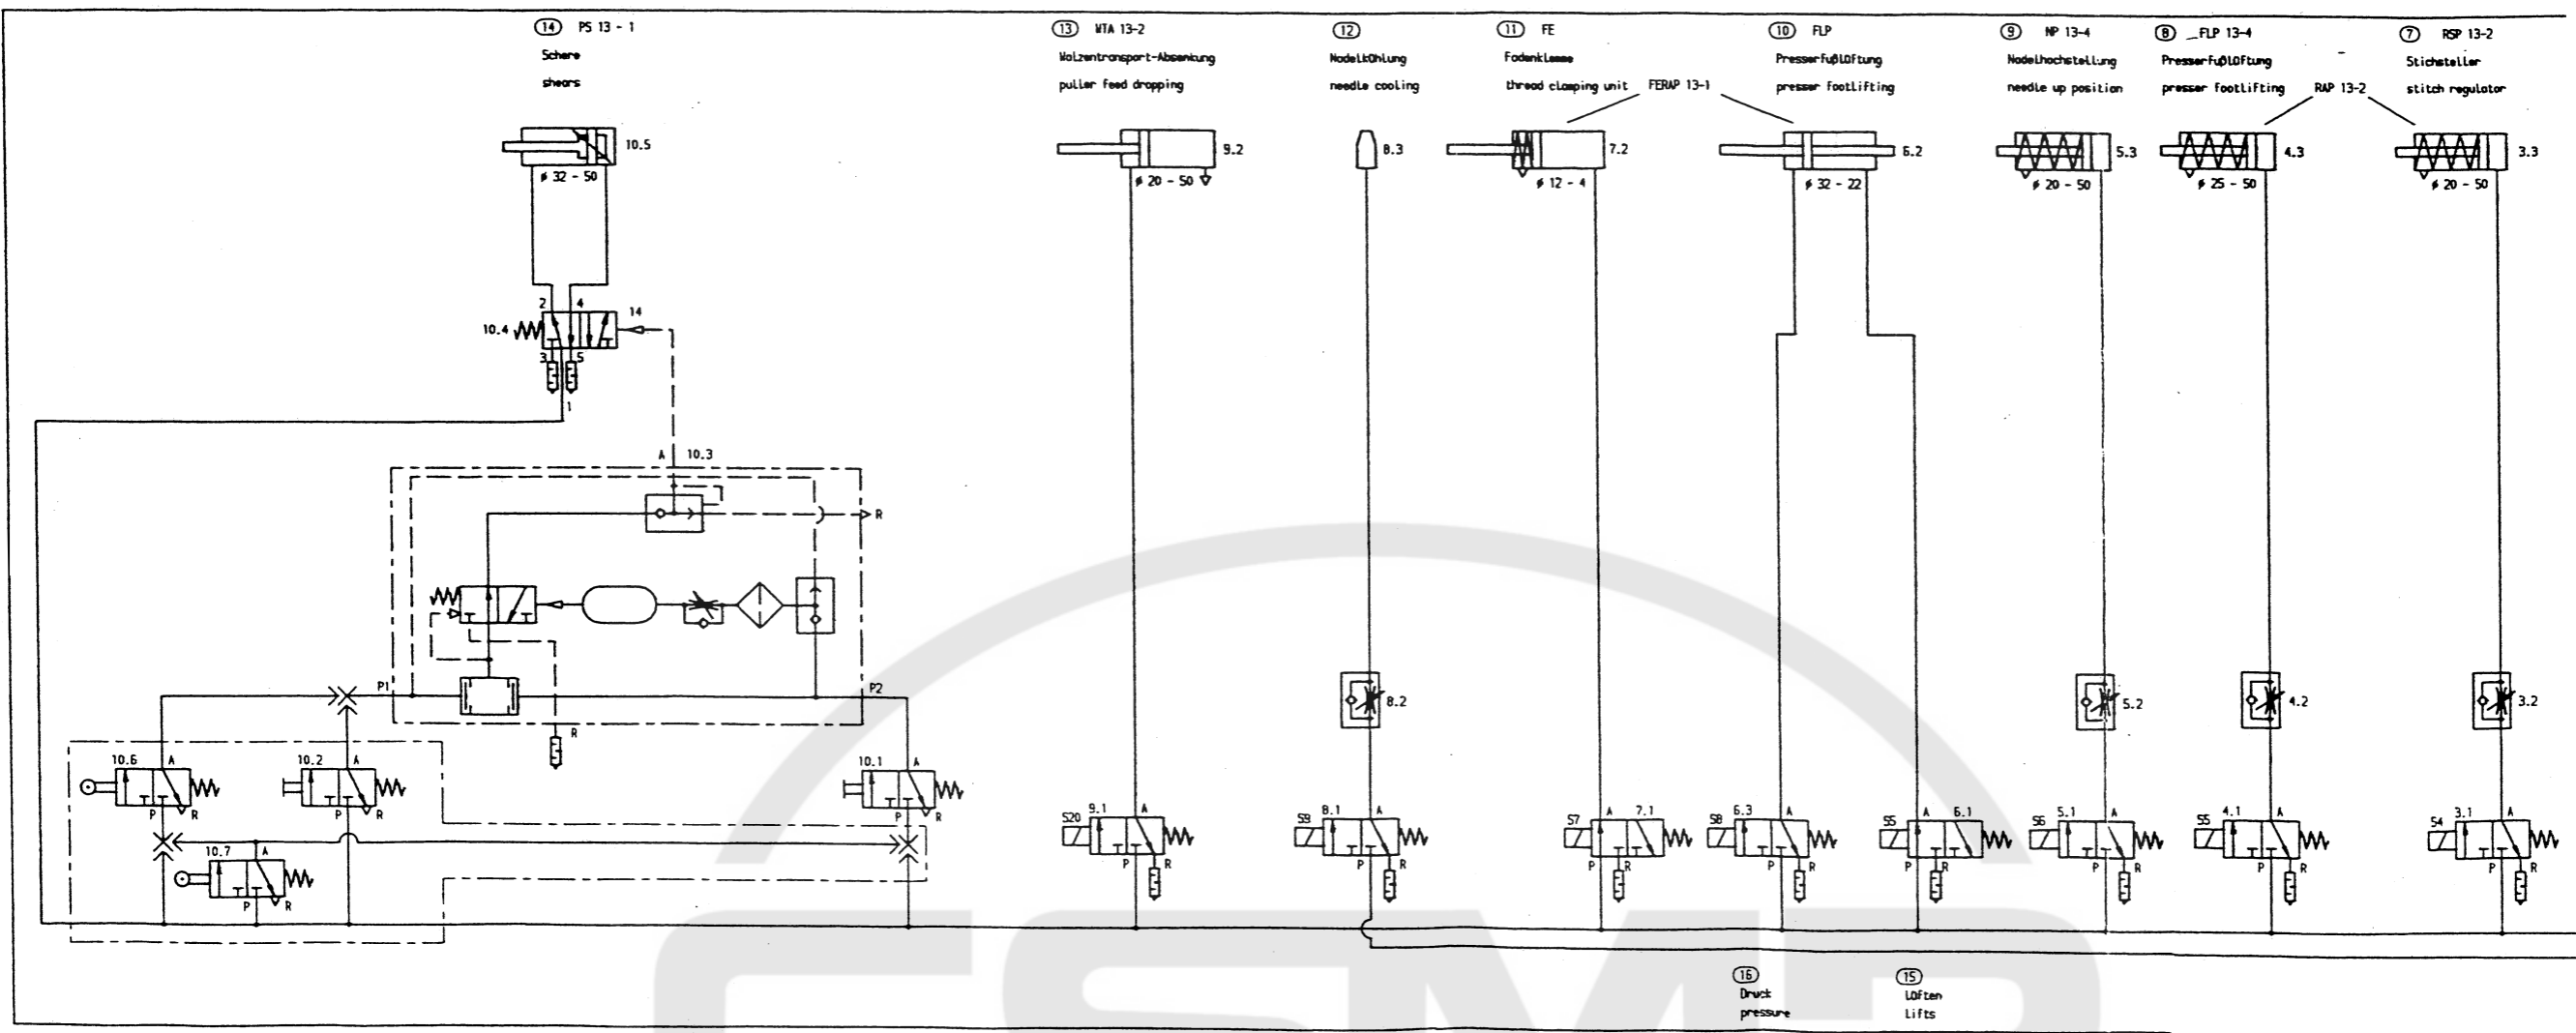 14 PS 13 - 1
Schere
shears
13 WTA 13-2
Walzentransport-Absenkung
puller feed dropping
12
Nadelkühlung
needle cooling
11 FE
Fadenklemme
thread clamping unit
FERAP 13-1
10 FLP
Presserfußlüftung
presser footlifting
9 NP 13-4
Nadelhochstellung
needle up position
8 FLP 13-4
Presserfußlüftung
presser footlifting
RAP 13-2
7 RSP 13-2
Stichsteller
stitch regulator
10.5
ø 32 - 50
9.2
ø 20 - 50
8.3
7.2
ø 12 - 4
6.2
ø 32 - 22
5.3
ø 20 - 50
4.3
ø 25 - 50
3.3
ø 20 - 50
2 4
14
10.4
3 5
1
A 10.3
R
P1
P2
R
8.2
5.2
4.2
3.2
10.6 A
P R
10.2 A
P R
10.1 A
P R
10.7 A
P R
S20 9.1 A
P R
S9 8.1 A
R
S7 A 7.1
P R
S8 6.3 A
P R
S5 A 6.1
P R
S6 5.1 A
P R
S5 4.1 A
P R
S4 3.1 A
P R
16
Druck
pressure
15
Lüften
Lifts